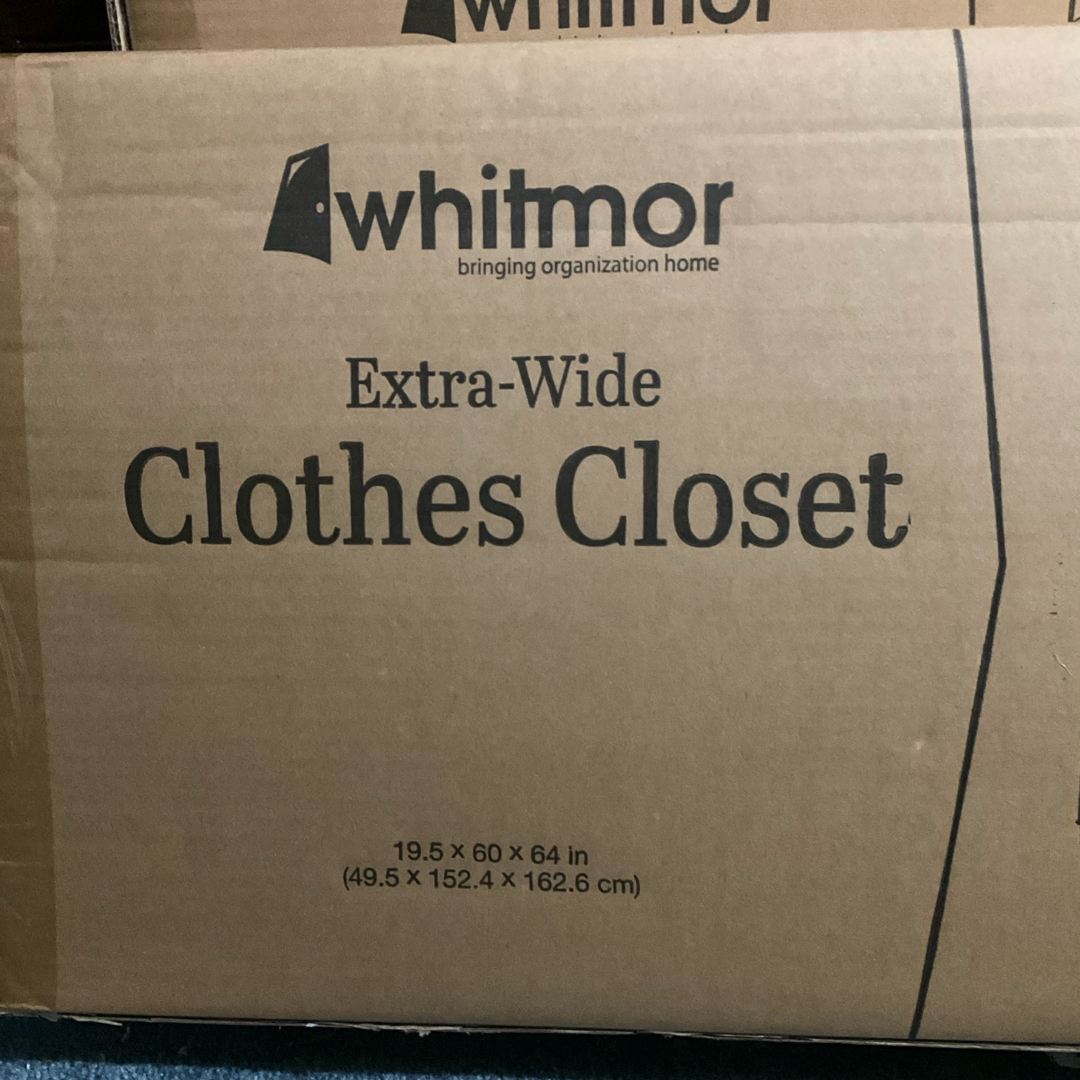 whitmor
whitmor
bringing organization home
Extra-Wide
Clothes Closet
19.5 x 60 x 64 in
(49.5 x 152.4 x 162.6 cm)